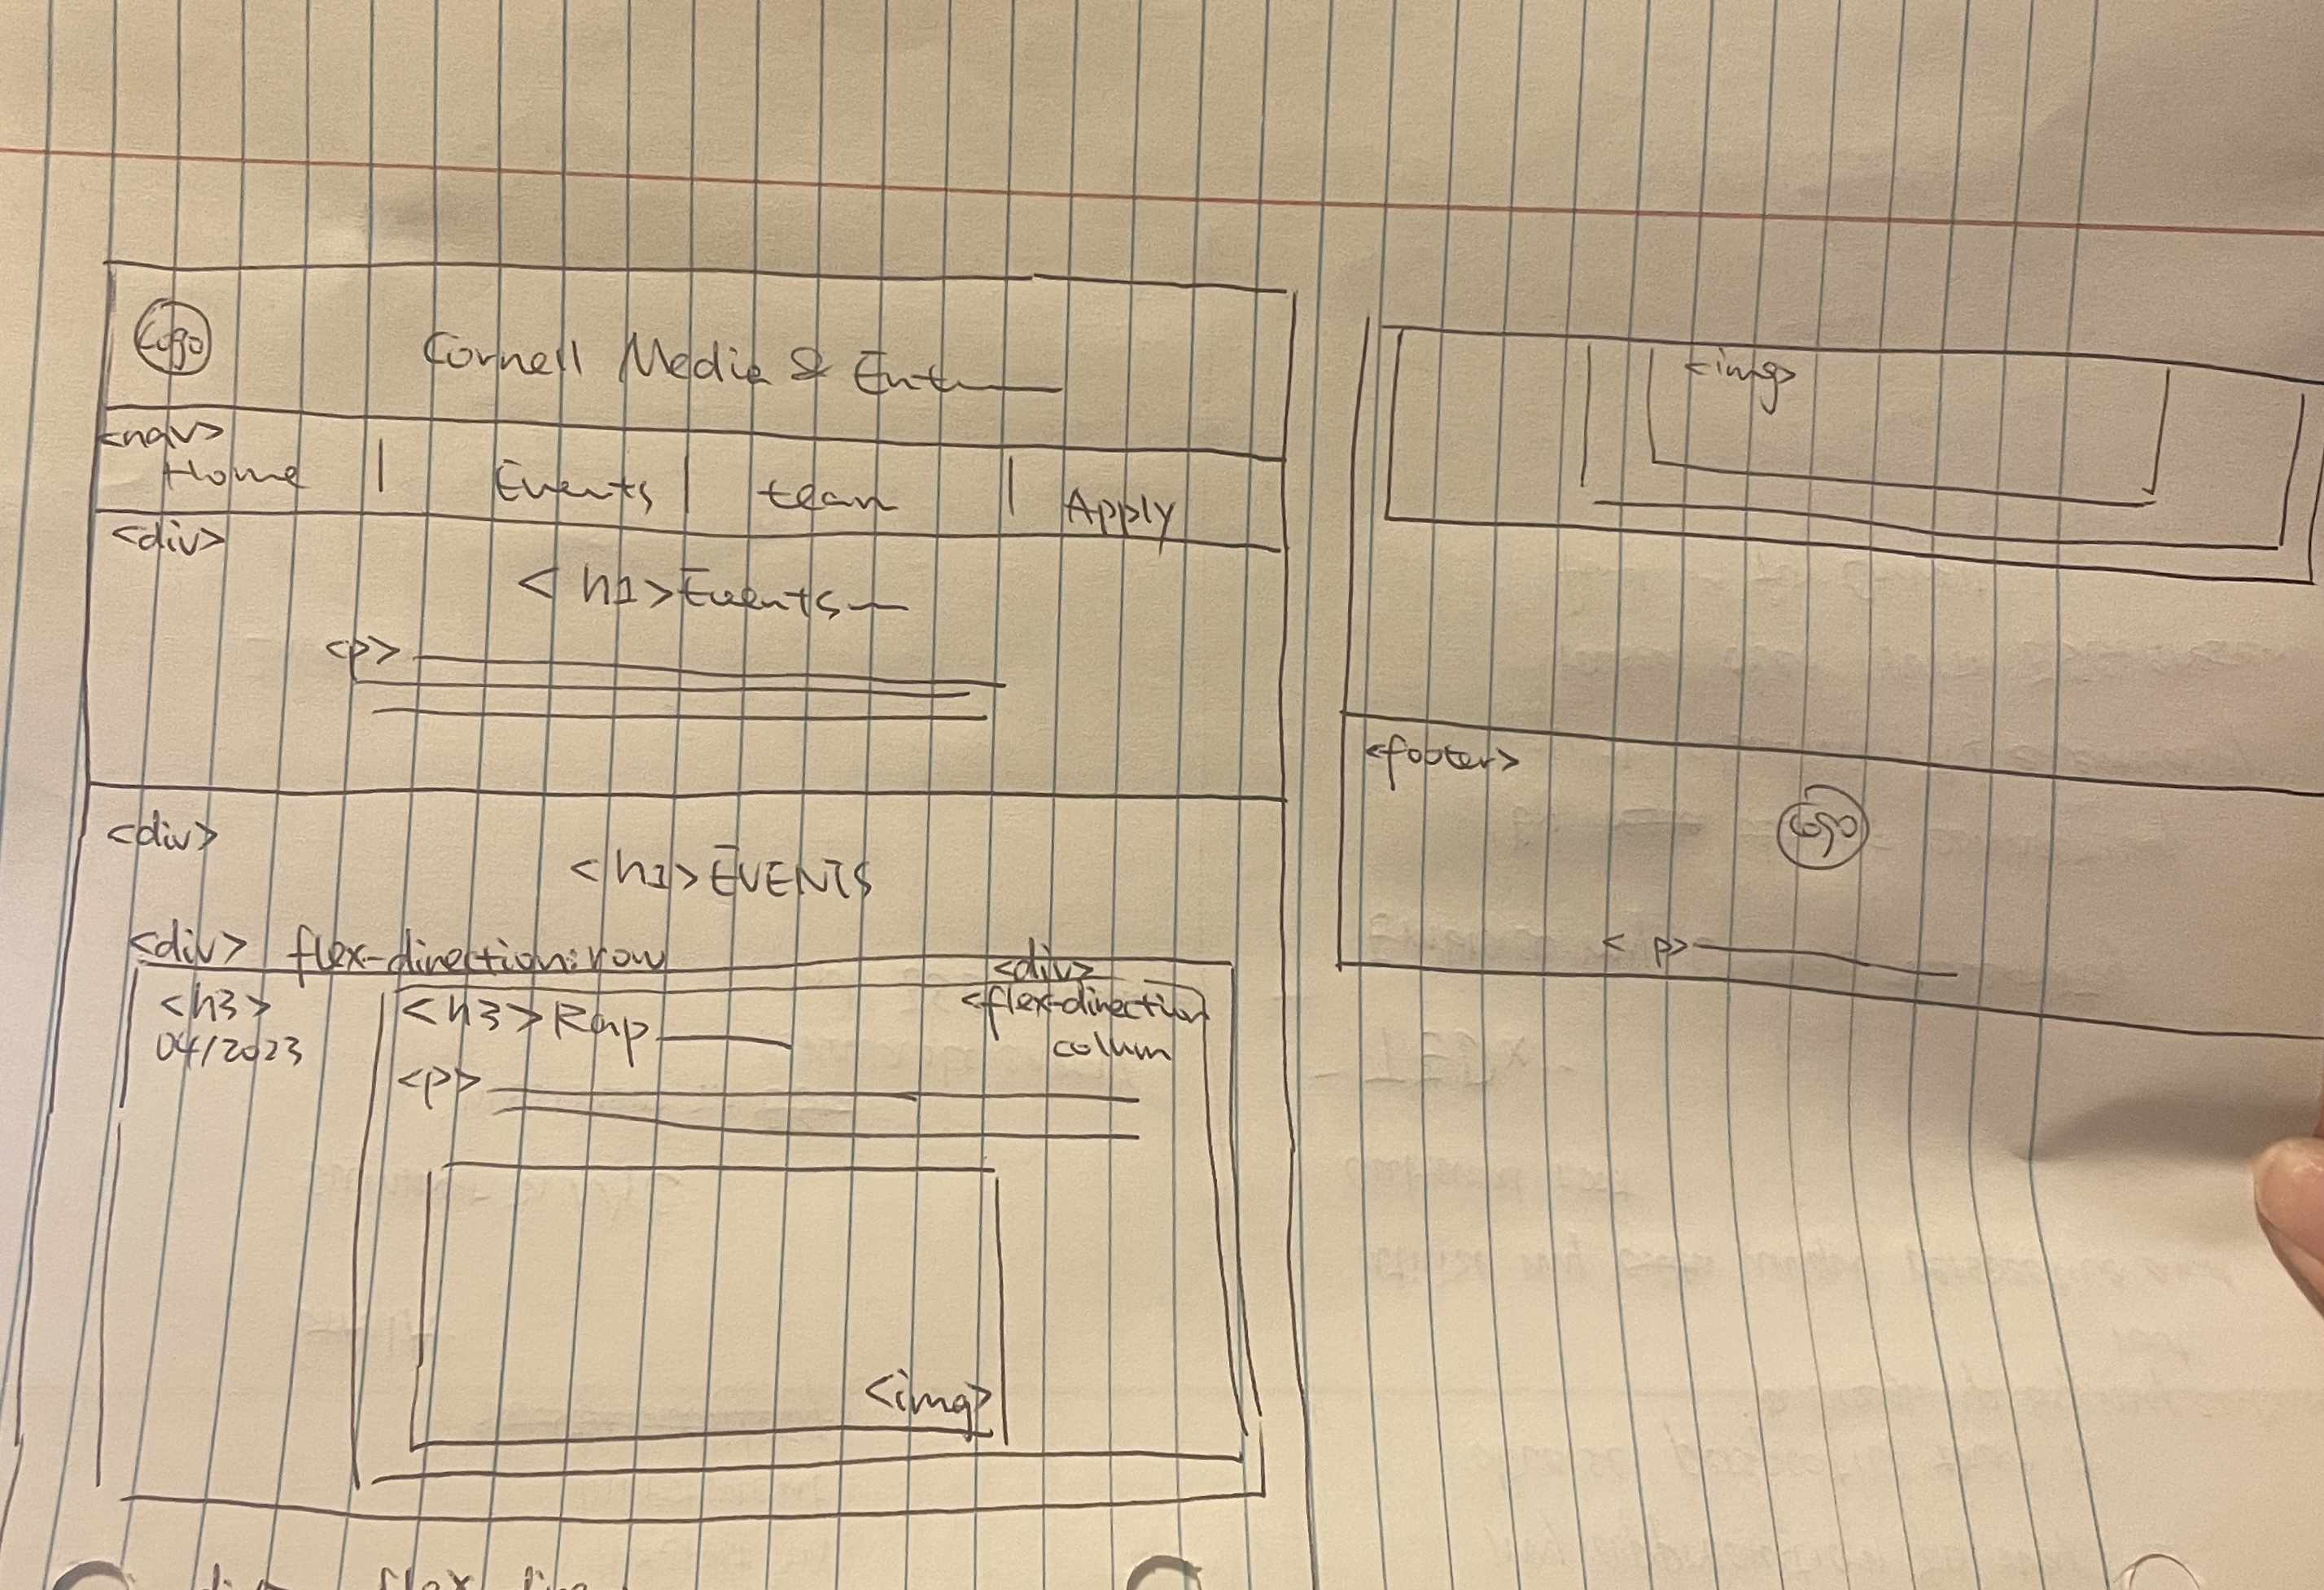 Logo
Cornell Media & Ent
<nav>
Home | Events | team | Apply
<div>
<h1>Events
<p>
<div>
<h1>EVENTS
<div> flex-direction:row
<div>
<h3>
04/2023
<h3>Rap
<flex-direction
colum
<p>
<img>
flex
<img>
<footer>
Logo
<p>